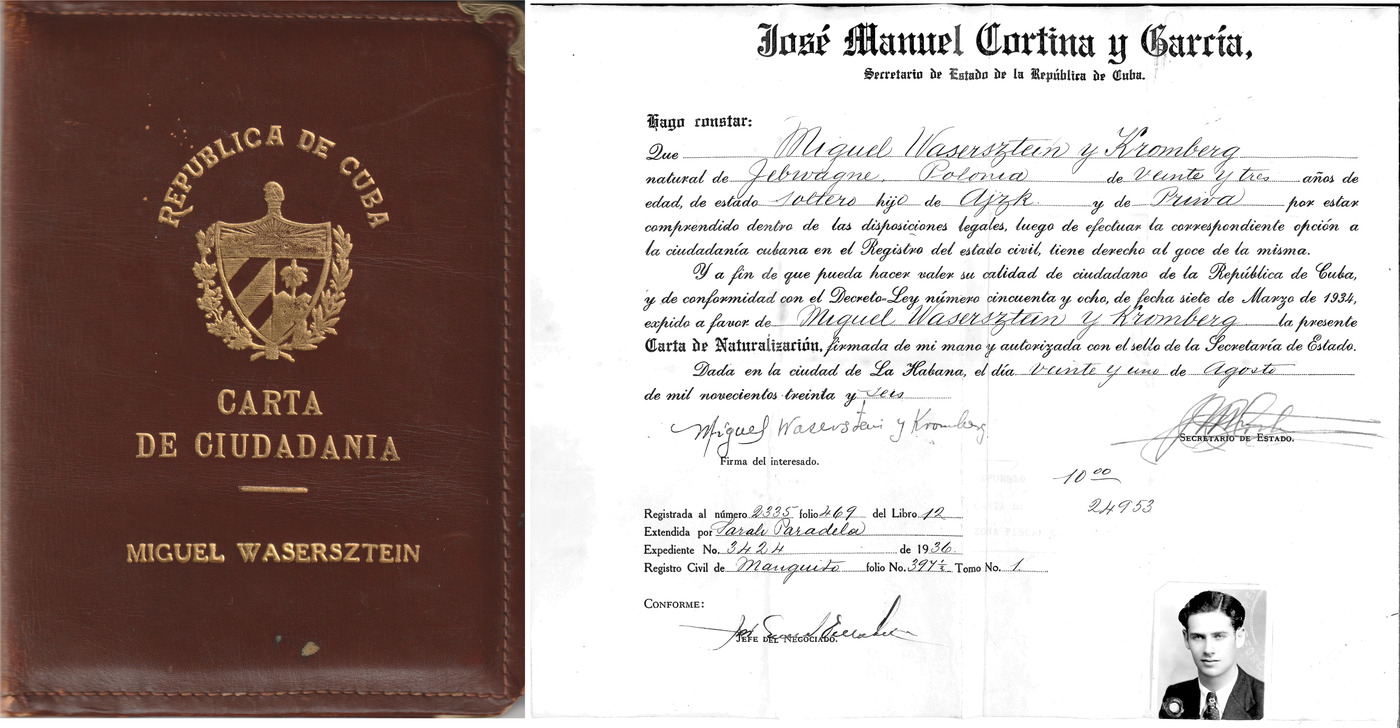 REPUBLICA DE CUBA
CARTA
DE CIUDADANIA
MIGUEL WASERSZTEIN
José Manuel Cortina y García,
Secretario de Estado de la República de Cuba.
Hago constar:
Que Miguel Wasersztein y Kromberg
natural de Jebwagne, Polonia de veinte y tres años de
edad, de estado soltero hijo de Ajzk y de Priwa por estar
comprendido dentro de las disposiciones legales, luego de efectuar la correspondiente opción a
la ciudadanía cubana en el Registro del estado civil, tiene derecho al goce de la misma.
Y a fin de que pueda hacer valer su calidad de ciudadano de la República de Cuba,
y de conformidad con el Decreto-Ley número cincuenta y ocho, de fecha siete de Marzo de 1934,
expido a favor de Miguel Wasersztein y Kromberg la presente
Carta de Naturalización, firmada de mi mano y autorizada con el sello de la Secretaría de Estado.
Dada en la ciudad de La Habana, el día veinte y uno de Agosto
de mil novecientos treinta y seis
Miguel Waserstein y Kromberg
Firma del interesado.
SECRETARIO DE ESTADO.
10 00
24953
Registrada al número 2335 folio 469 del Libro 12
Extendida por Sarah Paradela
Expediente No. 3424 de 1936.
Registro Civil de Manguito folio No. 397½ Tomo No. 1.
CONFORME:
JEFE DEL NEGOCIADO.